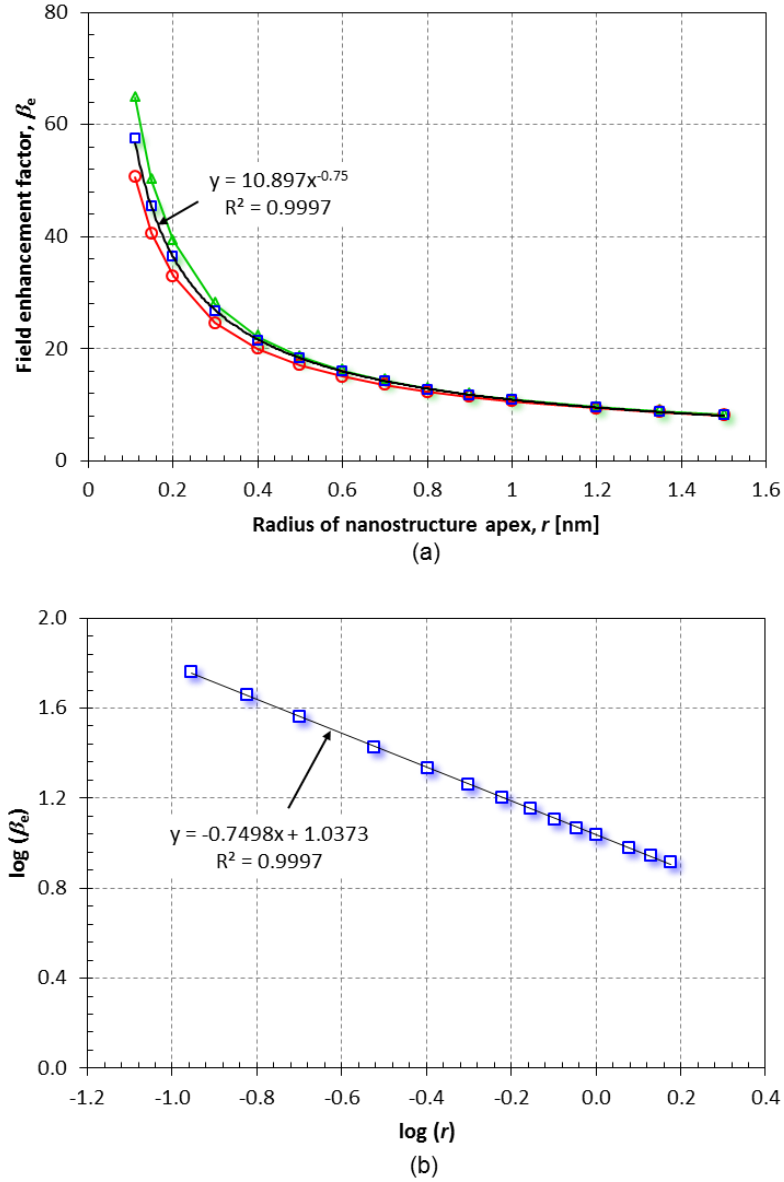 80
60
40
20
0
Field enhancement factor, βe
y = 10.897x^-0.75
R² = 0.9997
0 0.2 0.4 0.6 0.8 1 1.2 1.4 1.6
Radius of nanostructure apex, r [nm]
(a)
2.0
1.6
1.2
0.8
0.4
0.0
log (βe)
y = -0.7498x + 1.0373
R² = 0.9997
-1.2 -1.0 -0.8 -0.6 -0.4 -0.2 0.0 0.2 0.4
log (r)
(b)